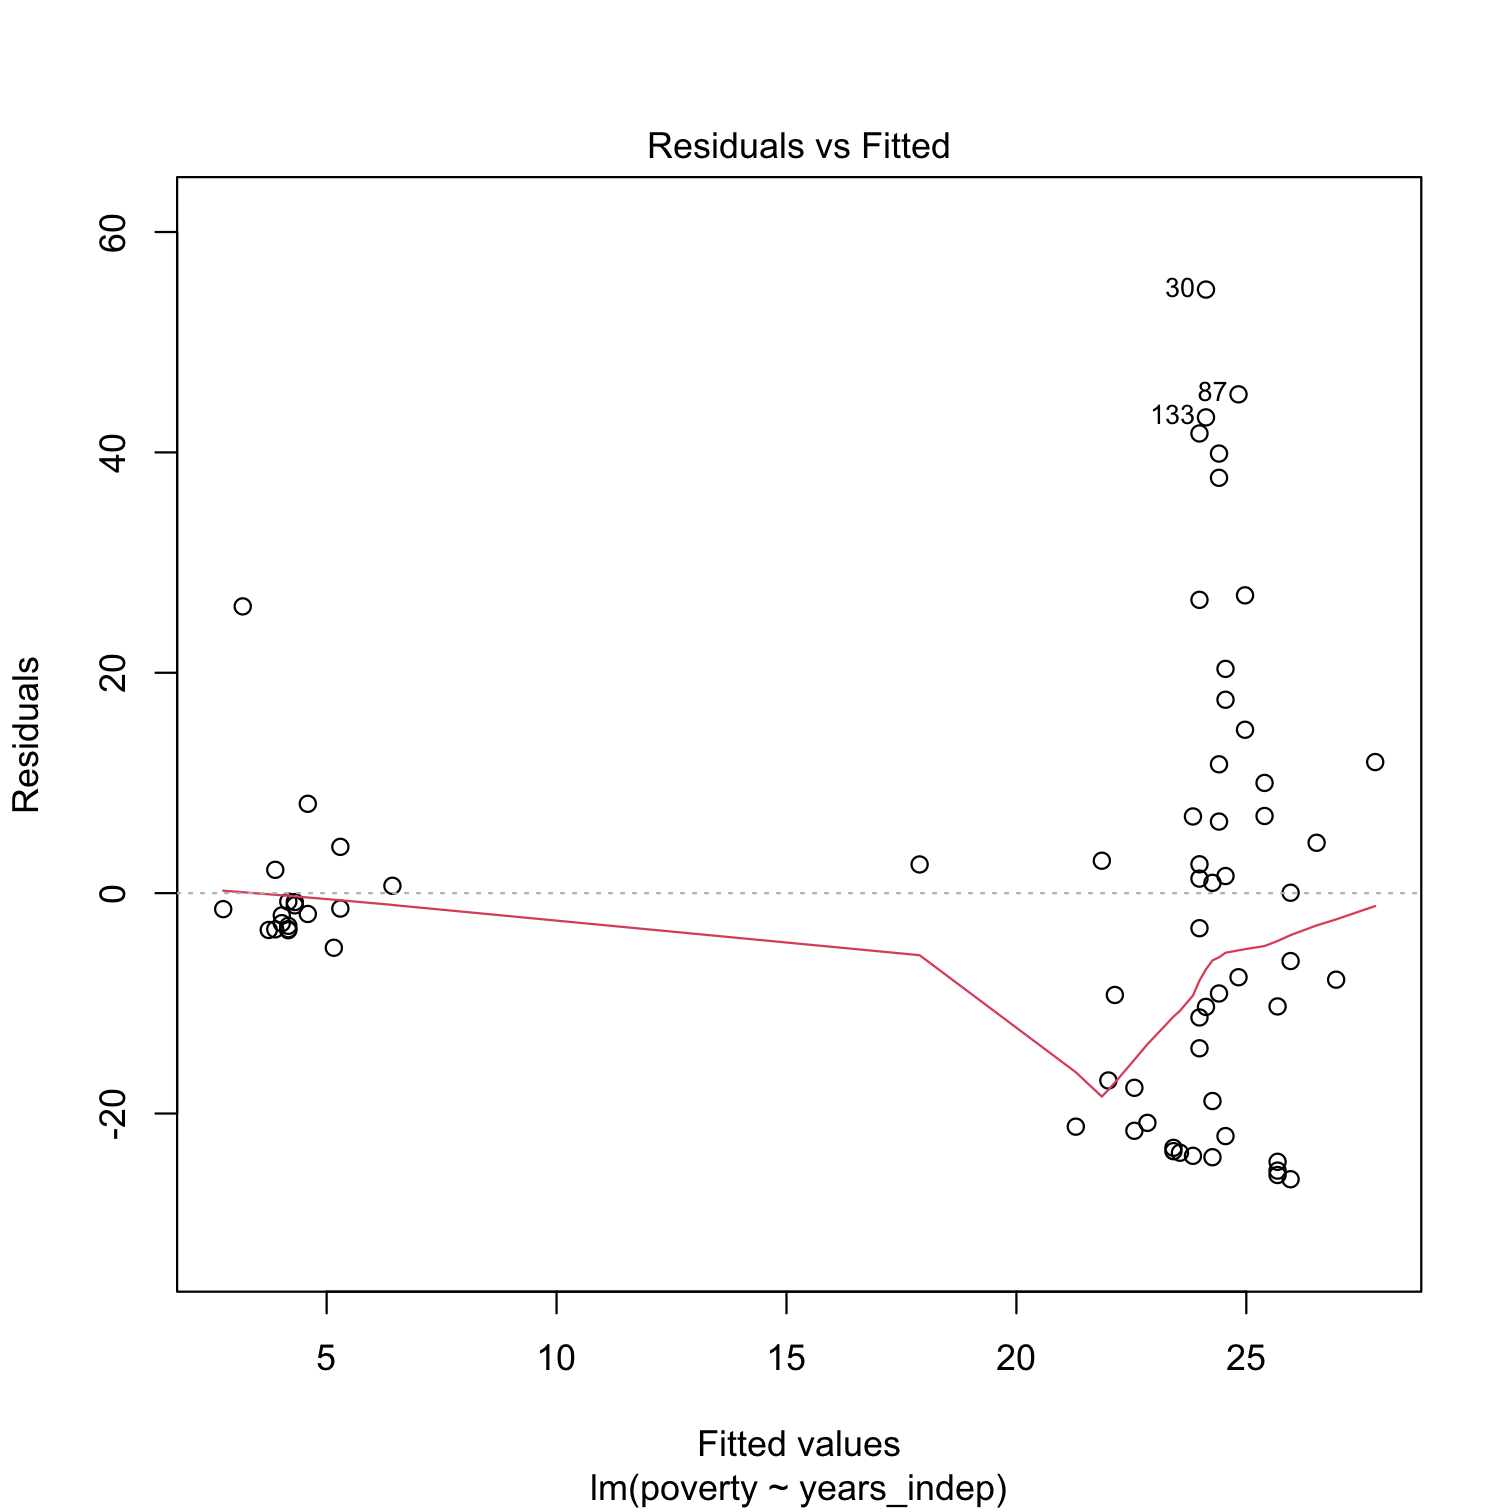 Residuals vs Fitted
60
40
20
0
-20
Residuals
30
87
133
5 10 15 20 25
Fitted values
lm(poverty ~ years_indep)